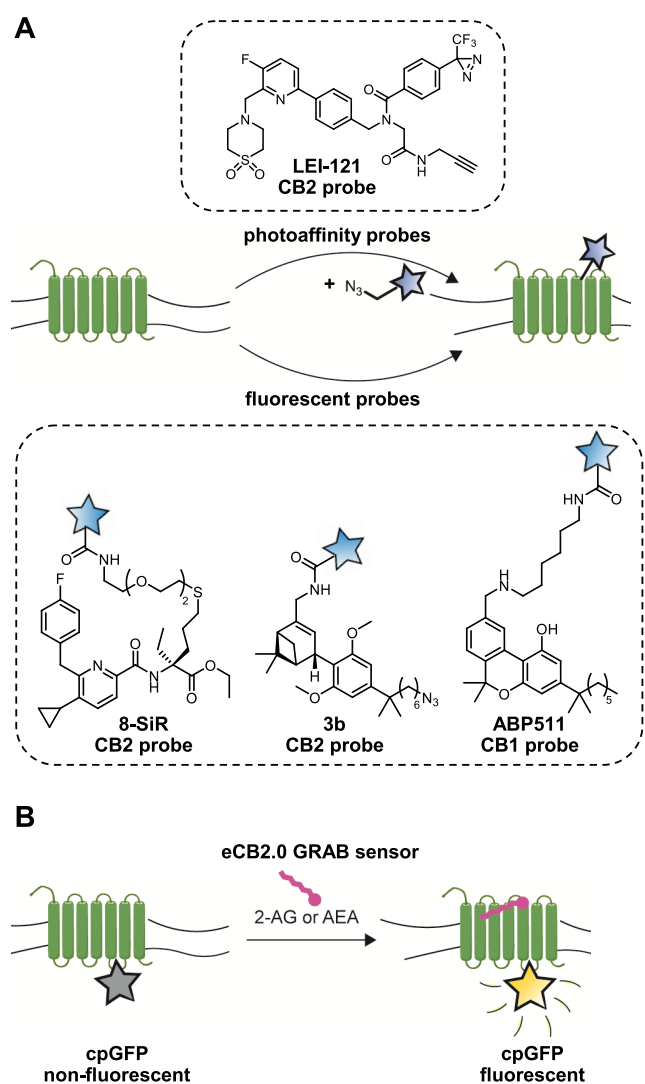 A
F
CF3
N
N
N
O
N
N
S
O
O
O
N
H
LEI-121
CB2 probe
photoaffinity probes
+ N3
fluorescent probes
O
NH
O
N
H
O
2
S
F
O
NH
O
N
N
H
O
O
O
O
6 N3
H
H
N
OH
O
5
8-SiR
CB2 probe
3b
CB2 probe
ABP511
CB1 probe
B
eCB2.0 GRAB sensor
2-AG or AEA
cpGFP
non-fluorescent
cpGFP
fluorescent